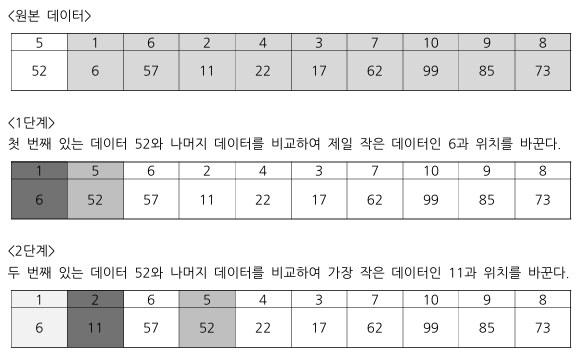 <원본 데이터>
5 1 6 2 4 3 7 10 9 8
52 6 57 11 22 17 62 99 85 73
<1단계>
첫 번째 있는 데이터 52와 나머지 데이터를 비교하여 제일 작은 데이터인 6과 위치를 바꾼다.
1 5 6 2 4 3 7 10 9 8
6 52 57 11 22 17 62 99 85 73
<2단계>
두 번째 있는 데이터 52와 나머지 데이터를 비교하여 가장 작은 데이터인 11과 위치를 바꾼다.
1 2 6 5 4 3 7 10 9 8
6 11 57 52 22 17 62 99 85 73